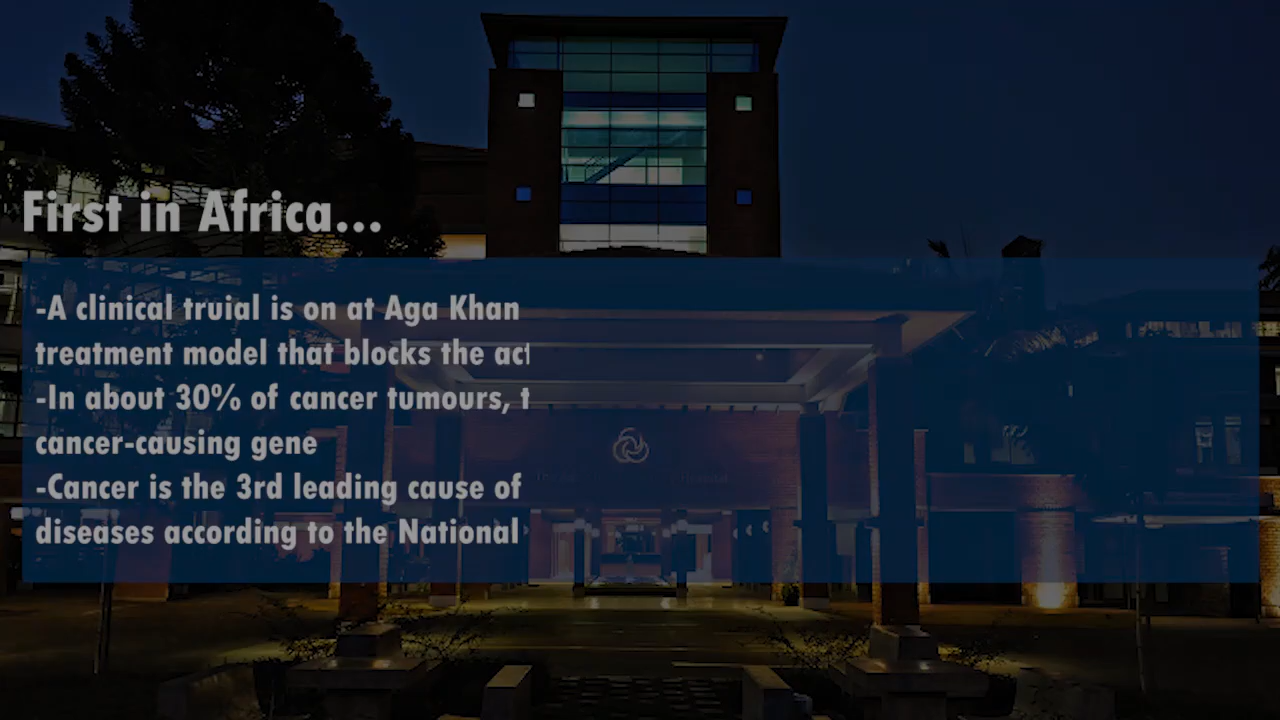 First in Africa...
-A clinical truial is on at Aga Khan
treatment model that blocks the
-In about 30% of cancer tumours,
cancer-causing gene
-Cancer is the 3rd leading cause of
diseases according to the National